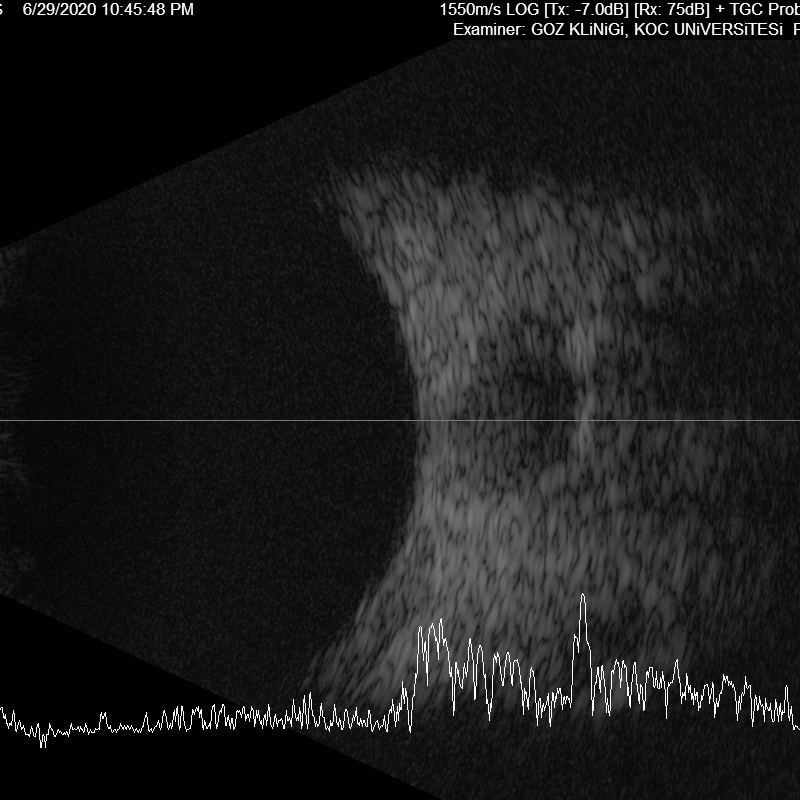 6/29/2020 10:45:48 PM 1550m/s LOG [Tx: -7.0dB] [Rx: 75dB] + TGC
Examiner: GOZ KLiNiGi, KOC UNiVERSiTESi